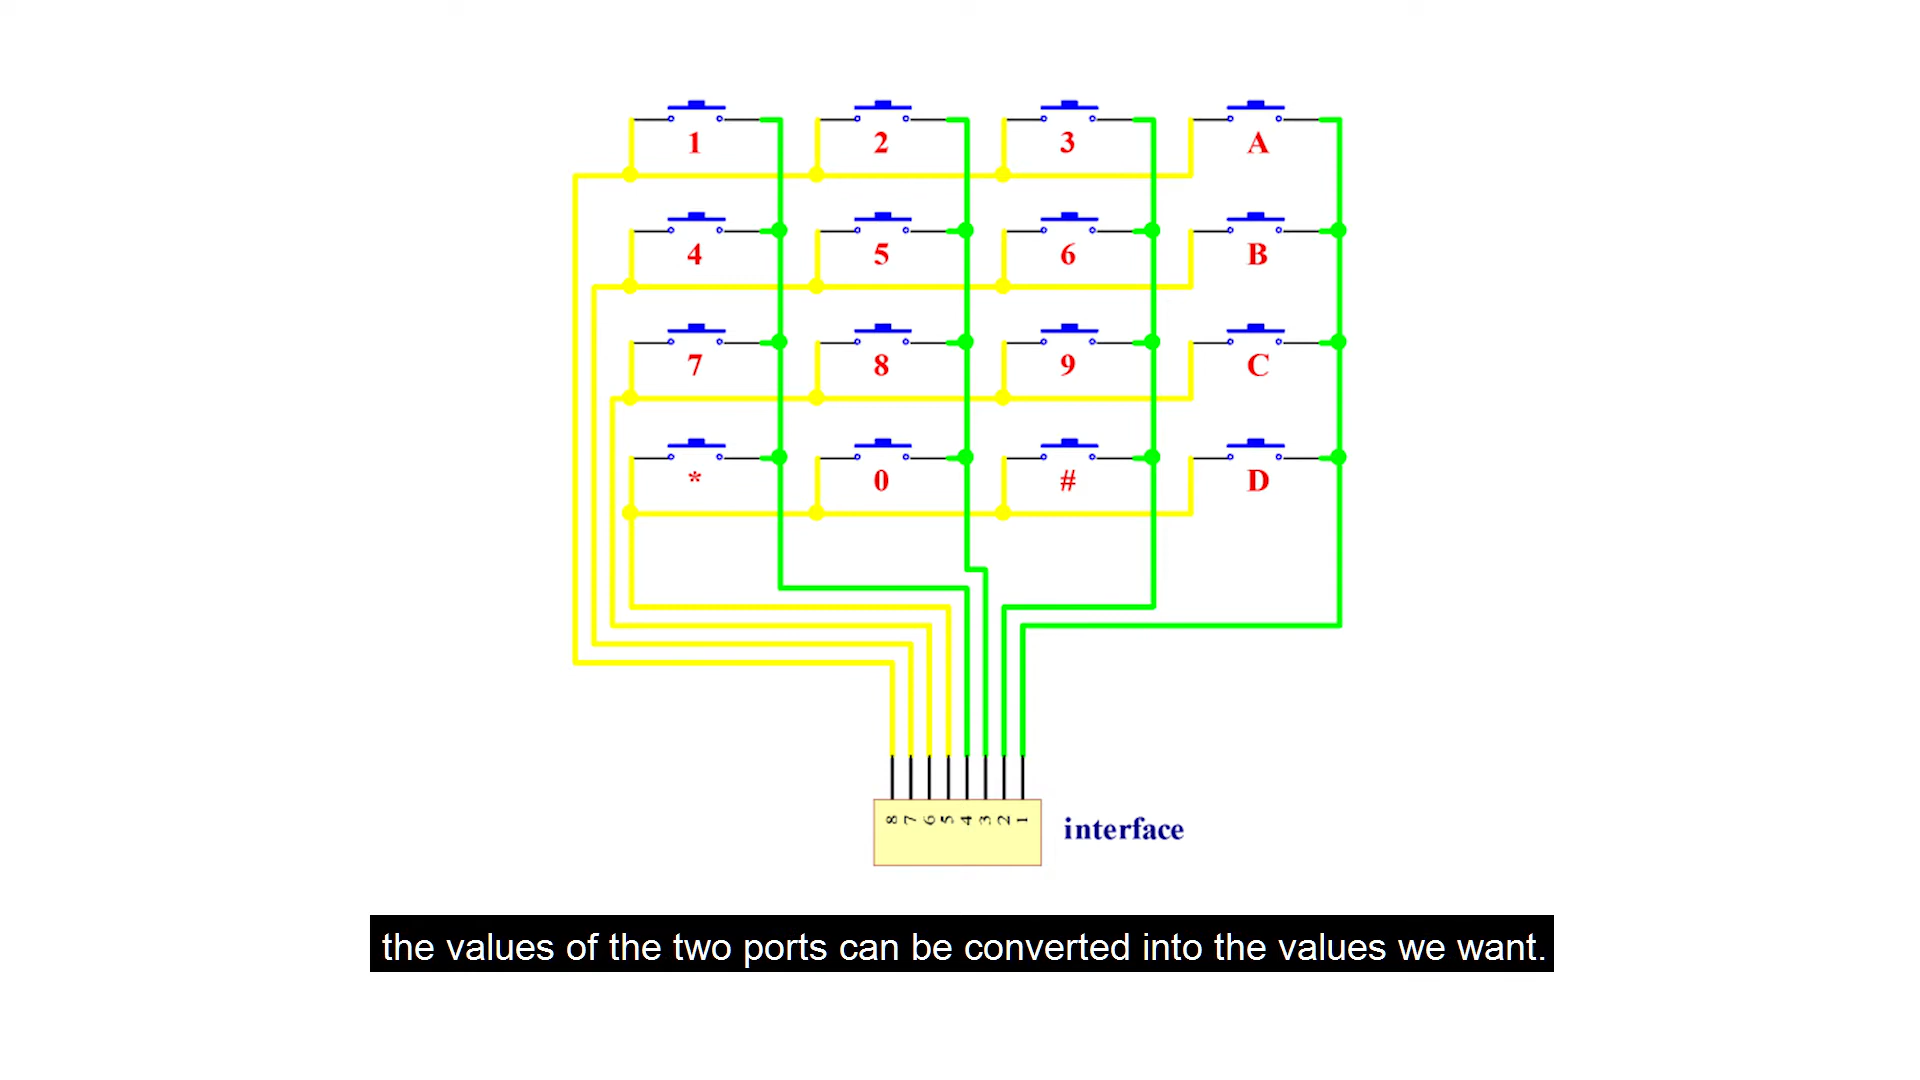 1 2 3 A
4 5 6 B
7 8 9 C
* 0 # D
8 7 6 5 4 3 2 1
interface
the values of the two ports can be converted into the values we want.